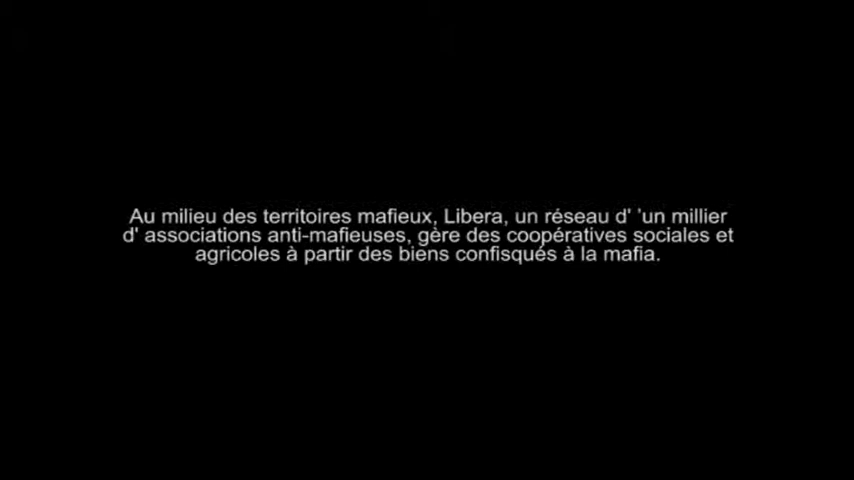 Au milieu des territoires mafieux, Libera, un réseau d' 'un millier
d' associations anti-mafieuses, gère des coopératives sociales et
agricoles à partir des biens confisqués à la mafia.